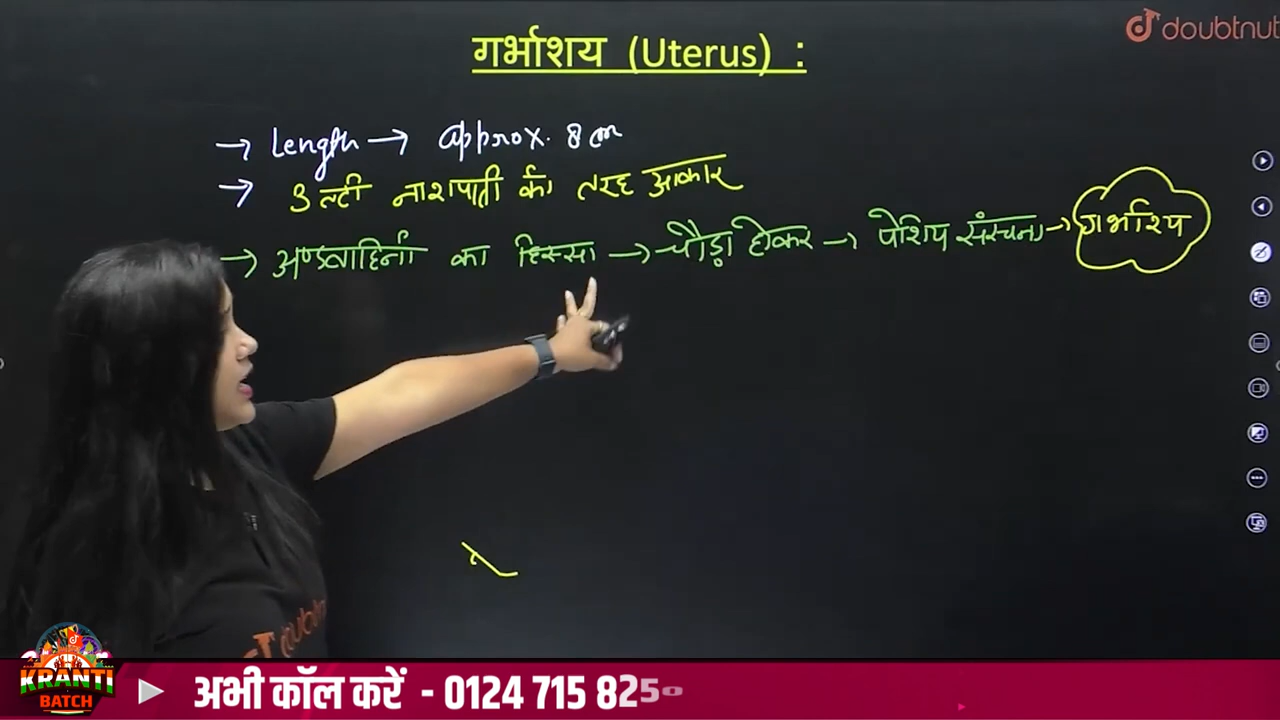 doubtnut
गर्भाशय (Uterus) :
→ Length → approx. 8 cm
→ उल्टी नाशपाती की तरह आकार
→ अण्डवाहिनी का हिस्सा → चौड़ा होकर → पेशिय संरचना → गर्भाश्य
doubtn
KRANTI
BATCH
अभी कॉल करें - 0124 715 825